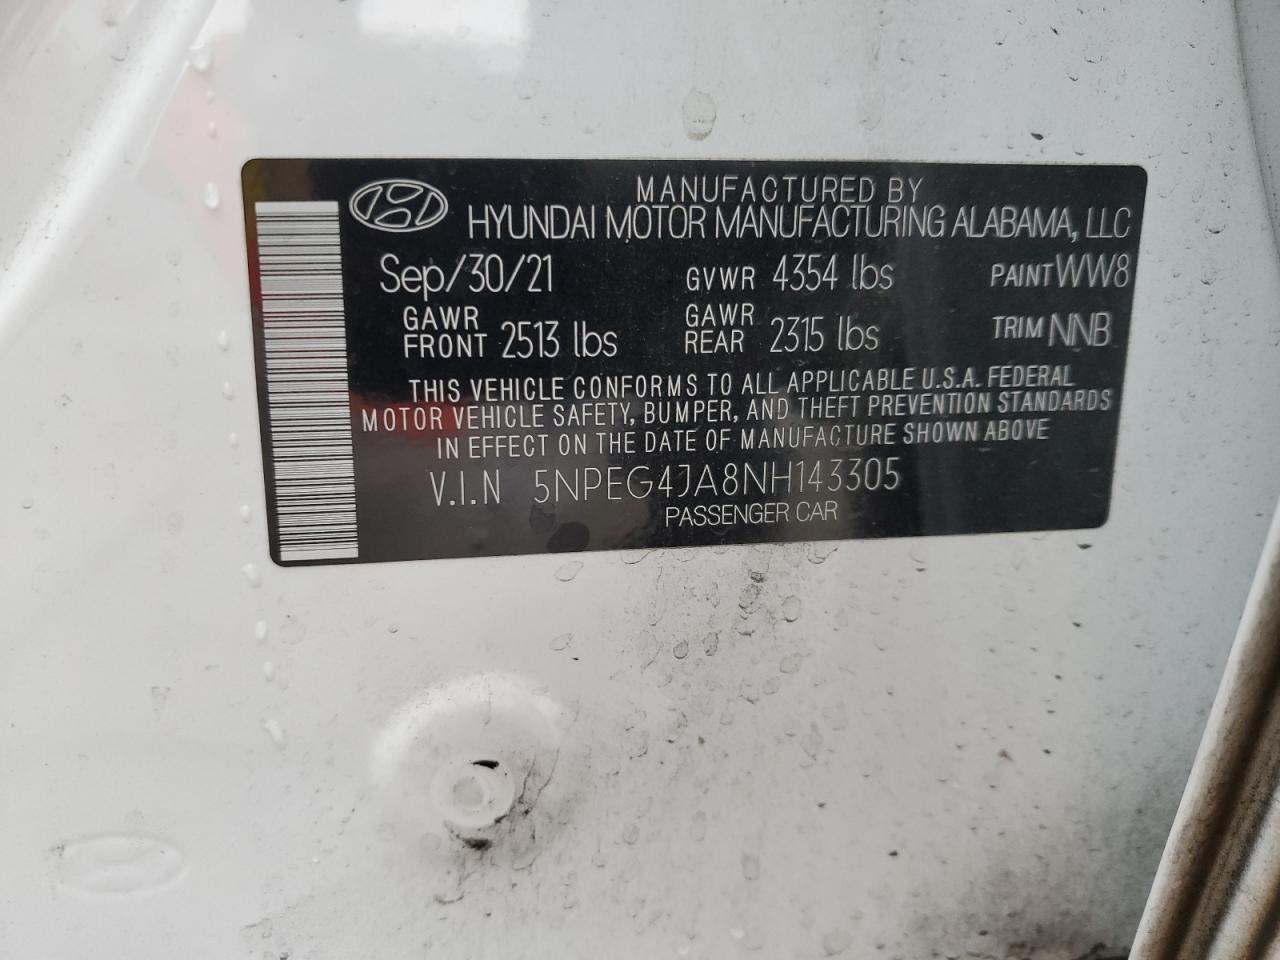 MANUFACTURED BY
HYUNDAI MOTOR MANUFACTURING ALABAMA, LLC
Sep/30/21 GVWR 4354 lbs PAINT WW8
GAWR FRONT 2513 lbs GAWR REAR 2315 lbs TRIM NNB
THIS VEHICLE CONFORMS TO ALL APPLICABLE U.S.A. FEDERAL
MOTOR VEHICLE SAFETY, BUMPER, AND THEFT PREVENTION STANDARDS
IN EFFECT ON THE DATE OF MANUFACTURE SHOWN ABOVE
V.I.N 5NPEG4JA8NH143305
PASSENGER CAR